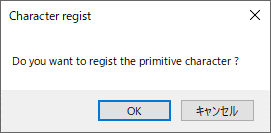 Character regist
Do you want to regist the primitive character ?
OK
キャンセル